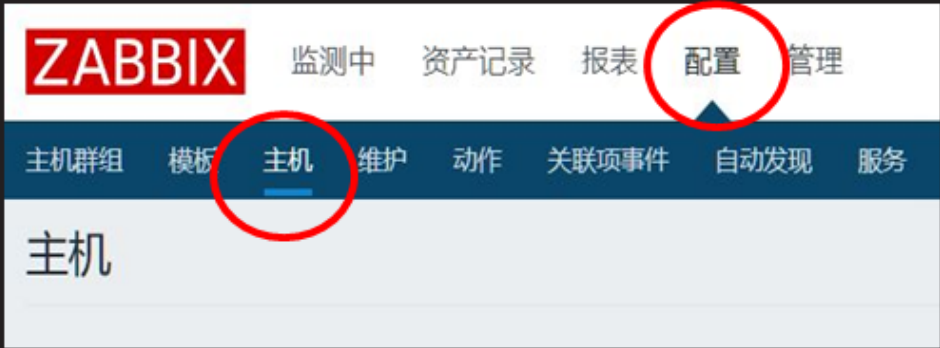 ZABBIX 监测中 资产记录 报表 配置 管理
主机群组 模板 主机 维护 动作 关联项事件 自动发现 服务
主机